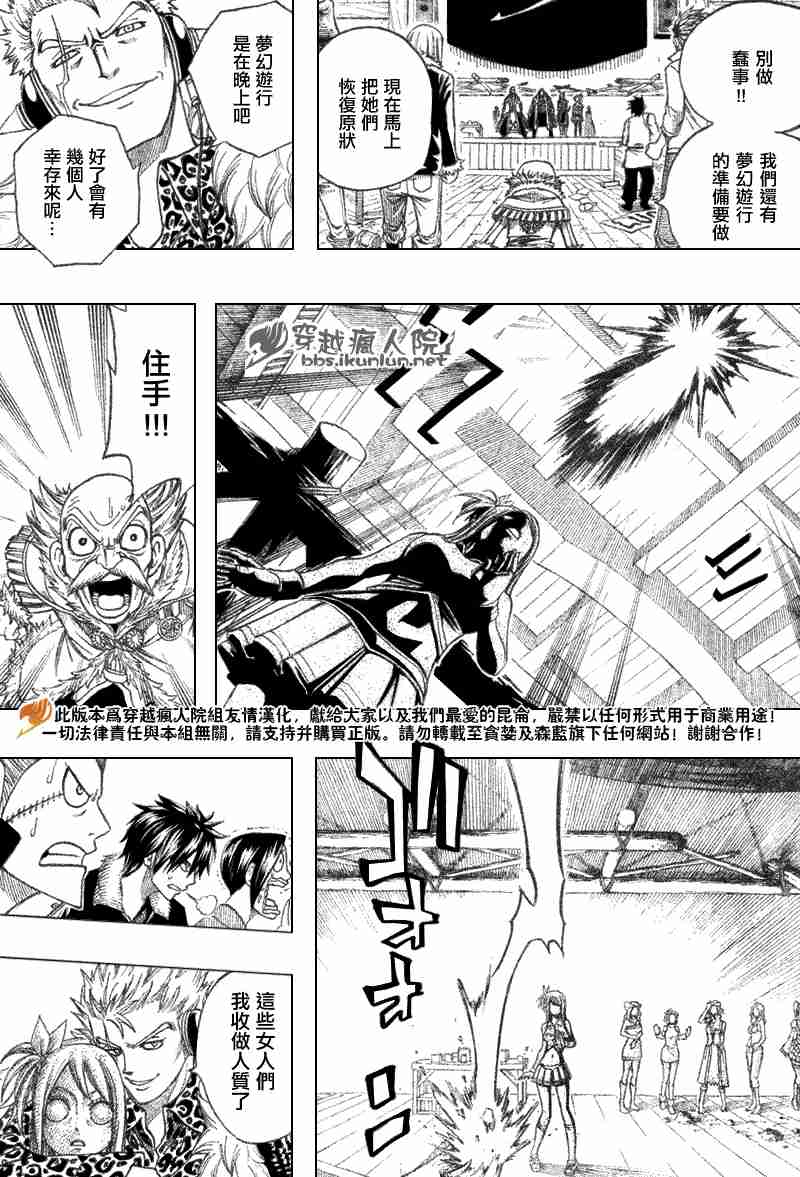 別做
蠢事!!
我們還有
夢幻遊行
的準備要做
現在馬上
把她們
恢復原狀
夢幻遊行
是在晚上吧
好了會有
幾個人
幸存來呢…
穿越瘋人院
bbs.ikunlun.net
住手!!!
此版本爲穿越瘋人院組友情漢化，獻給大家以及我們最愛的昆侖，嚴禁以任何形式用于商業用途!
一切法律責任與本組無關，請支持并購買正版。請勿轉載至貪婪及森藍旗下任何網站! 謝謝合作!
這些女人們
我收做人質了